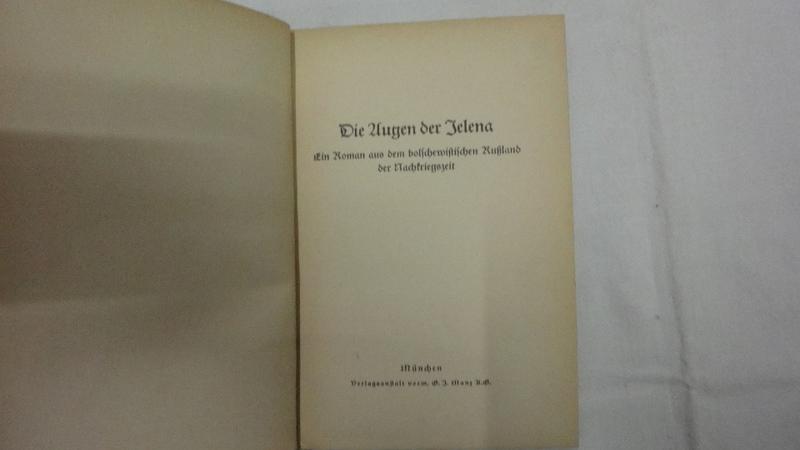 Die Augen der Jelena
Ein Roman aus dem bolschewistischen Rußland
der Nachkriegszeit
München
Verlagsanstalt vorm. G. J. Manz A.G.